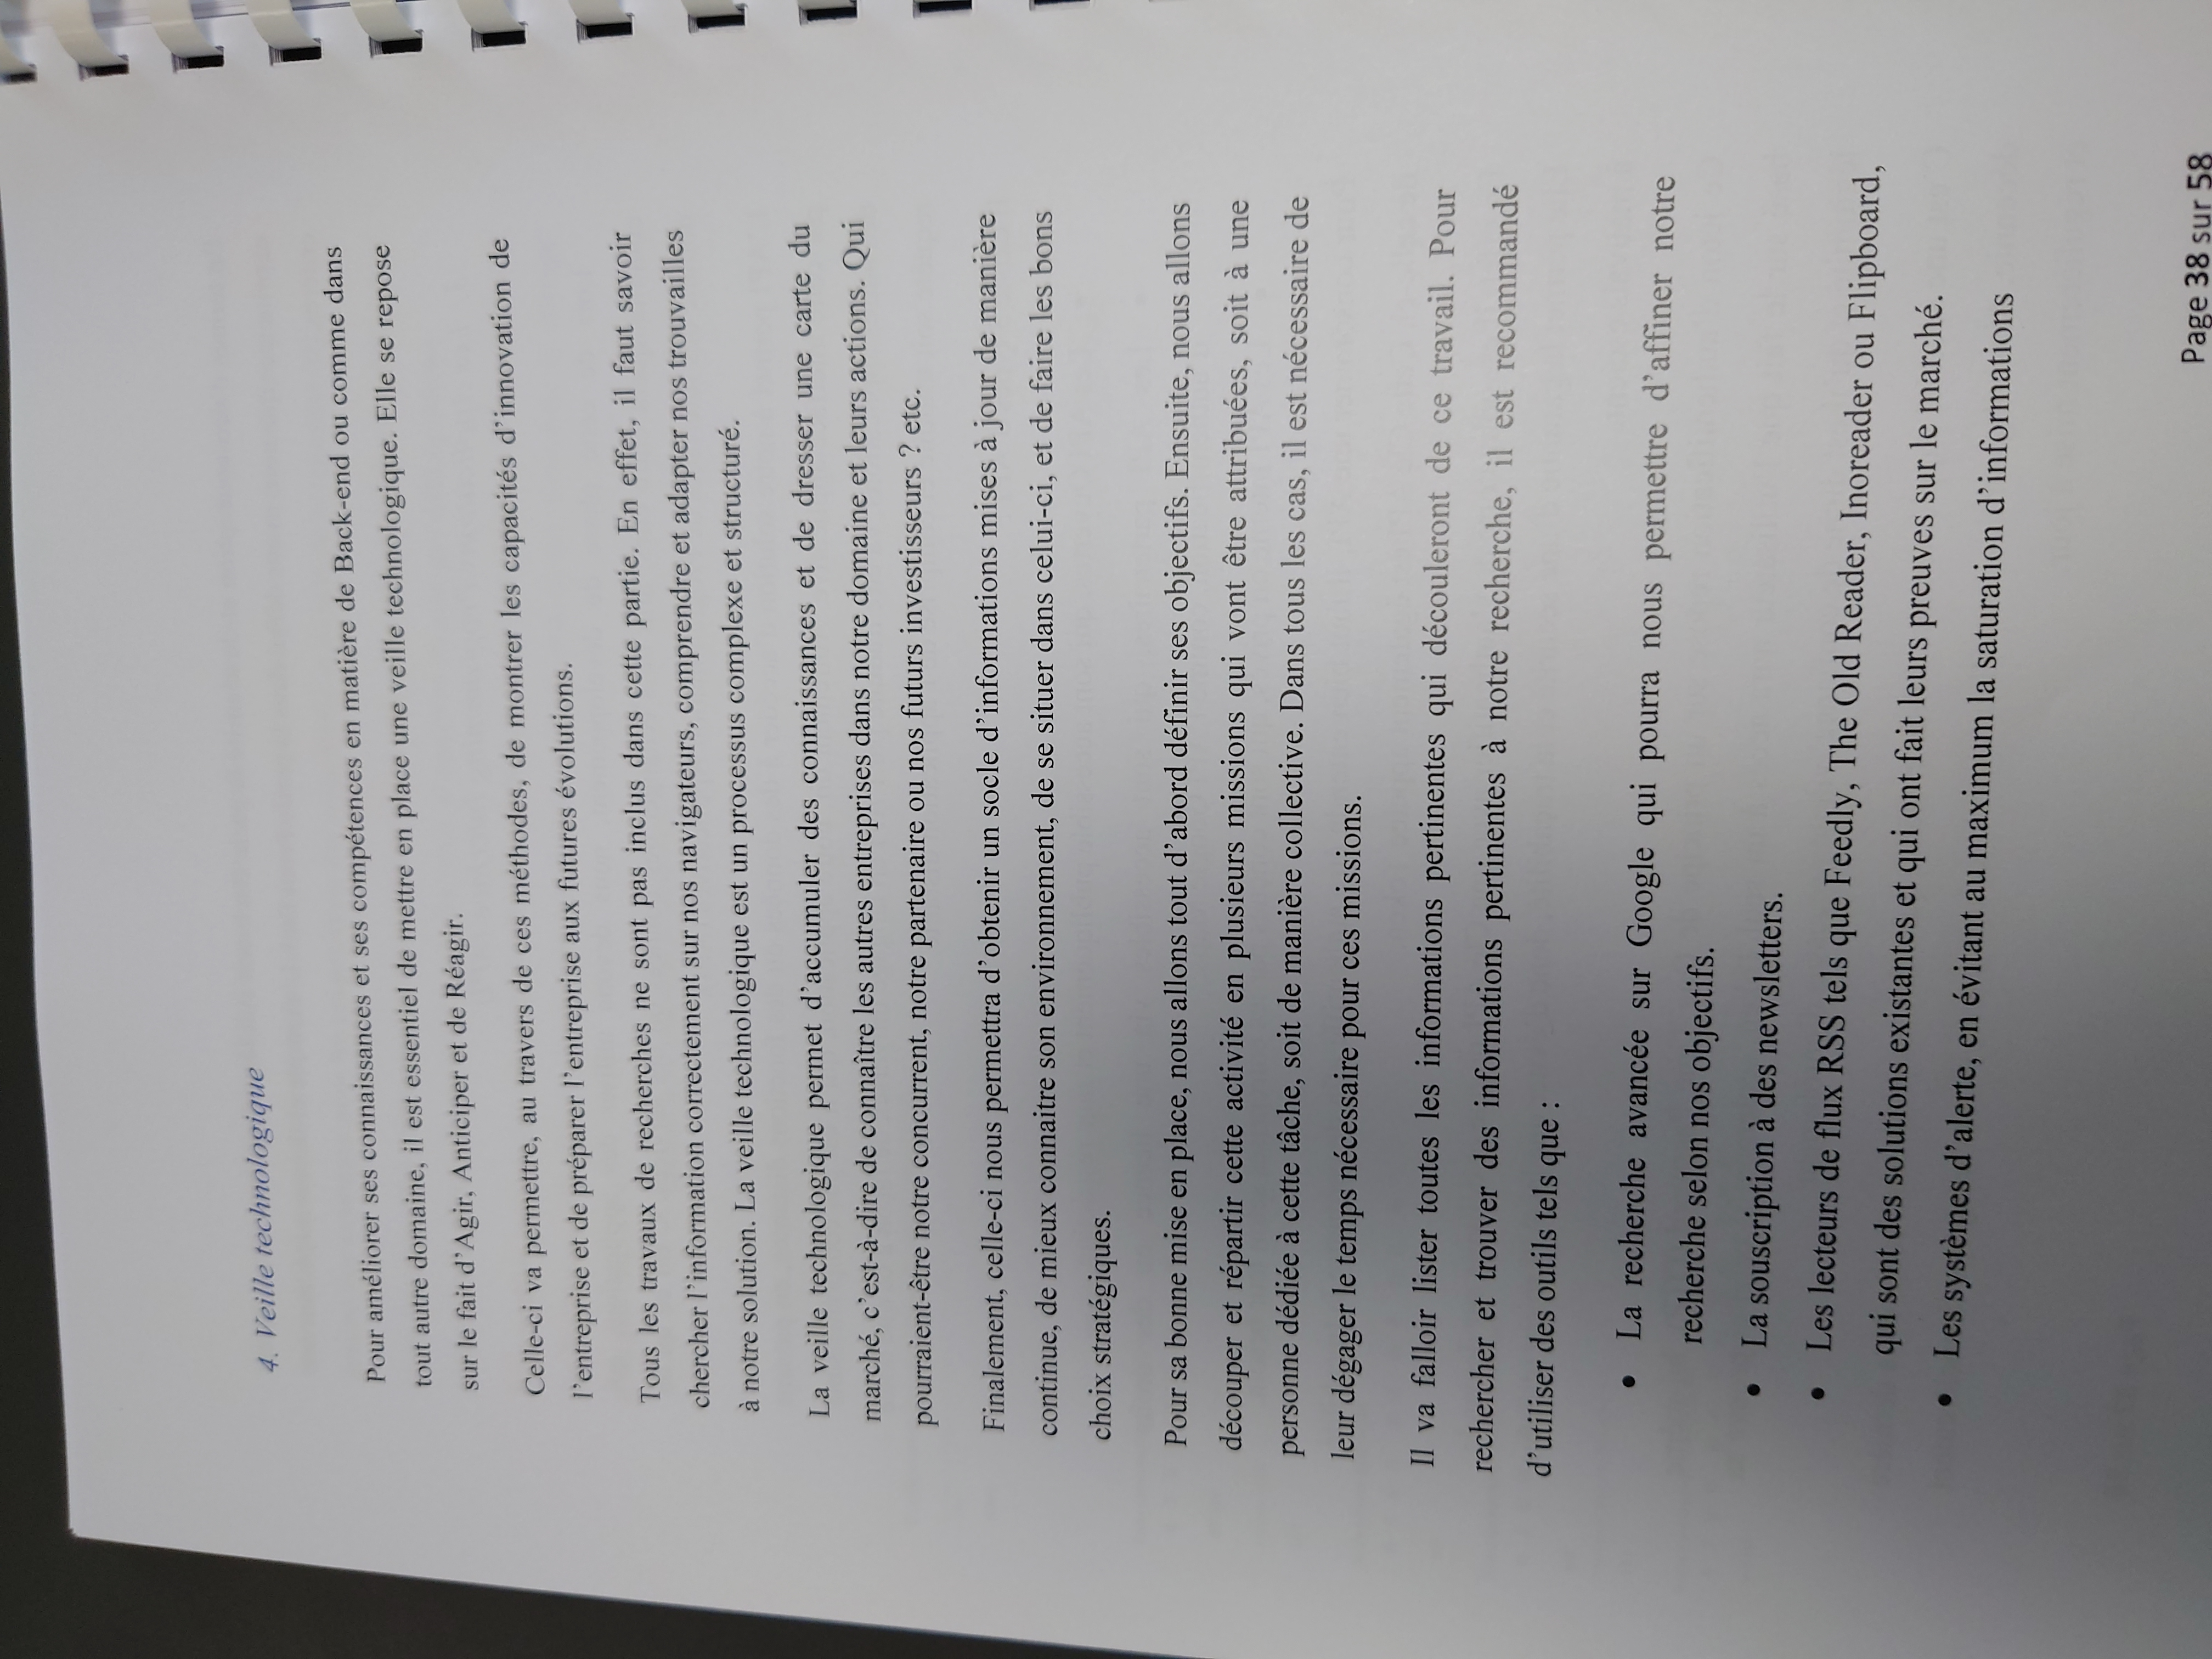 4. Veille technologique
Pour améliorer ses connaissances et ses compétences en matière de Back-end ou comme dans
tout autre domaine, il est essentiel de mettre en place une veille technologique. Elle se repose
sur le fait d'Agir, Anticiper et de Réagir.
Celle-ci va permettre, au travers de ces méthodes, de montrer les capacités d'innovation de
l'entreprise et de préparer l'entreprise aux futures évolutions.
Tous les travaux de recherches ne sont pas inclus dans cette partie. En effet, il faut savoir
chercher l'information correctement sur nos navigateurs, comprendre et adapter nos trouvailles
à notre solution. La veille technologique est un processus complexe et structuré.
La veille technologique permet d'accumuler des connaissances et de dresser une carte du
marché, c'est-à-dire de connaître les autres entreprises dans notre domaine et leurs actions. Qui
pourraient-être notre concurrent, notre partenaire ou nos futurs investisseurs ? etc.
Finalement, celle-ci nous permettra d'obtenir un socle d'informations mises à jour de manière
continue, de mieux connaitre son environnement, de se situer dans celui-ci, et de faire les bons
choix stratégiques.
Pour sa bonne mise en place, nous allons tout d'abord définir ses objectifs. Ensuite, nous allons
découper et répartir cette activité en plusieurs missions qui vont être attribuées, soit à une
personne dédiée à cette tâche, soit de manière collective. Dans tous les cas, il est nécessaire de
leur dégager le temps nécessaire pour ces missions.
Il va falloir lister toutes les informations pertinentes qui découleront de ce travail. Pour
rechercher et trouver des informations pertinentes à notre recherche, il est recommandé
d'utiliser des outils tels que :
• La recherche avancée sur Google qui pourra nous permettre d'affiner notre
recherche selon nos objectifs.
• La souscription à des newsletters.
• Les lecteurs de flux RSS tels que Feedly, The Old Reader, Inoreader ou Flipboard,
qui sont des solutions existantes et qui ont fait leurs preuves sur le marché.
• Les systèmes d'alerte, en évitant au maximum la saturation d'informations
Page 38 sur 58